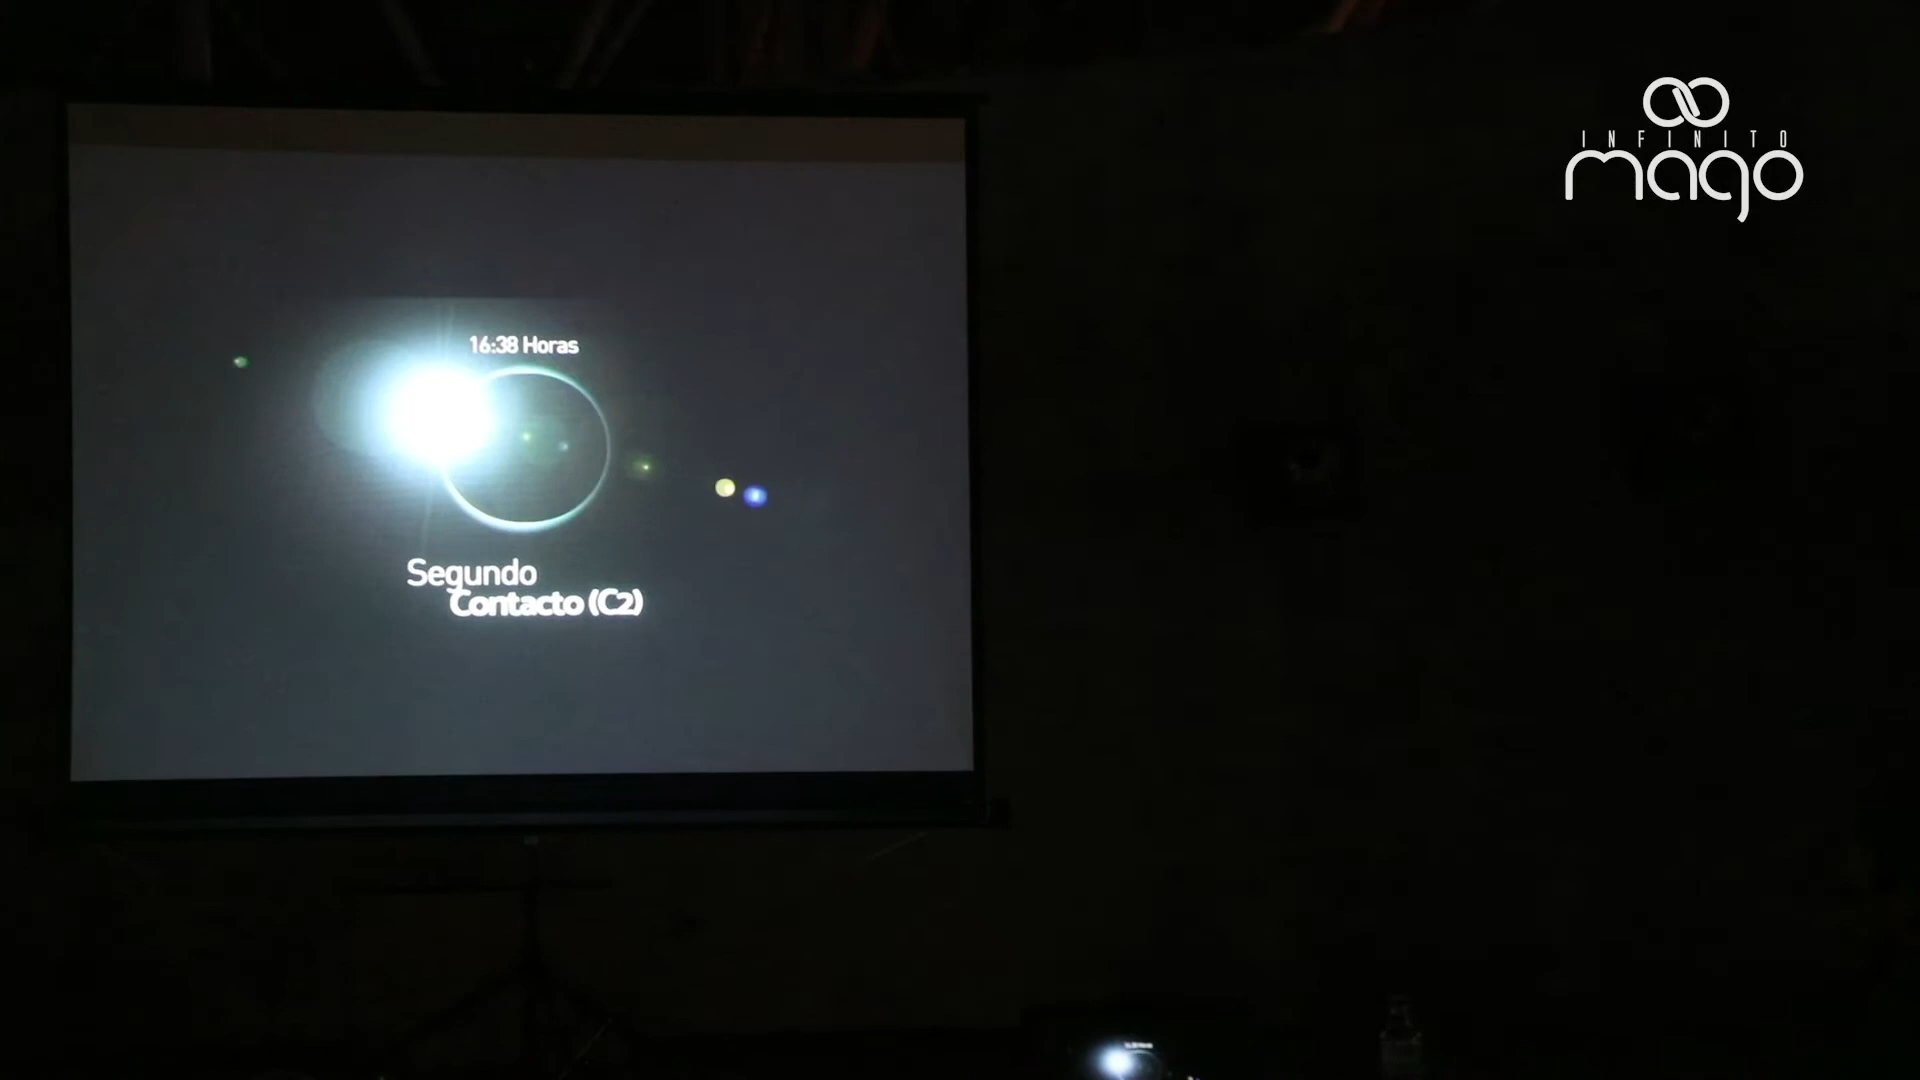 16:38 Horas
Segundo
Contacto (C2)
INFINITO
mago